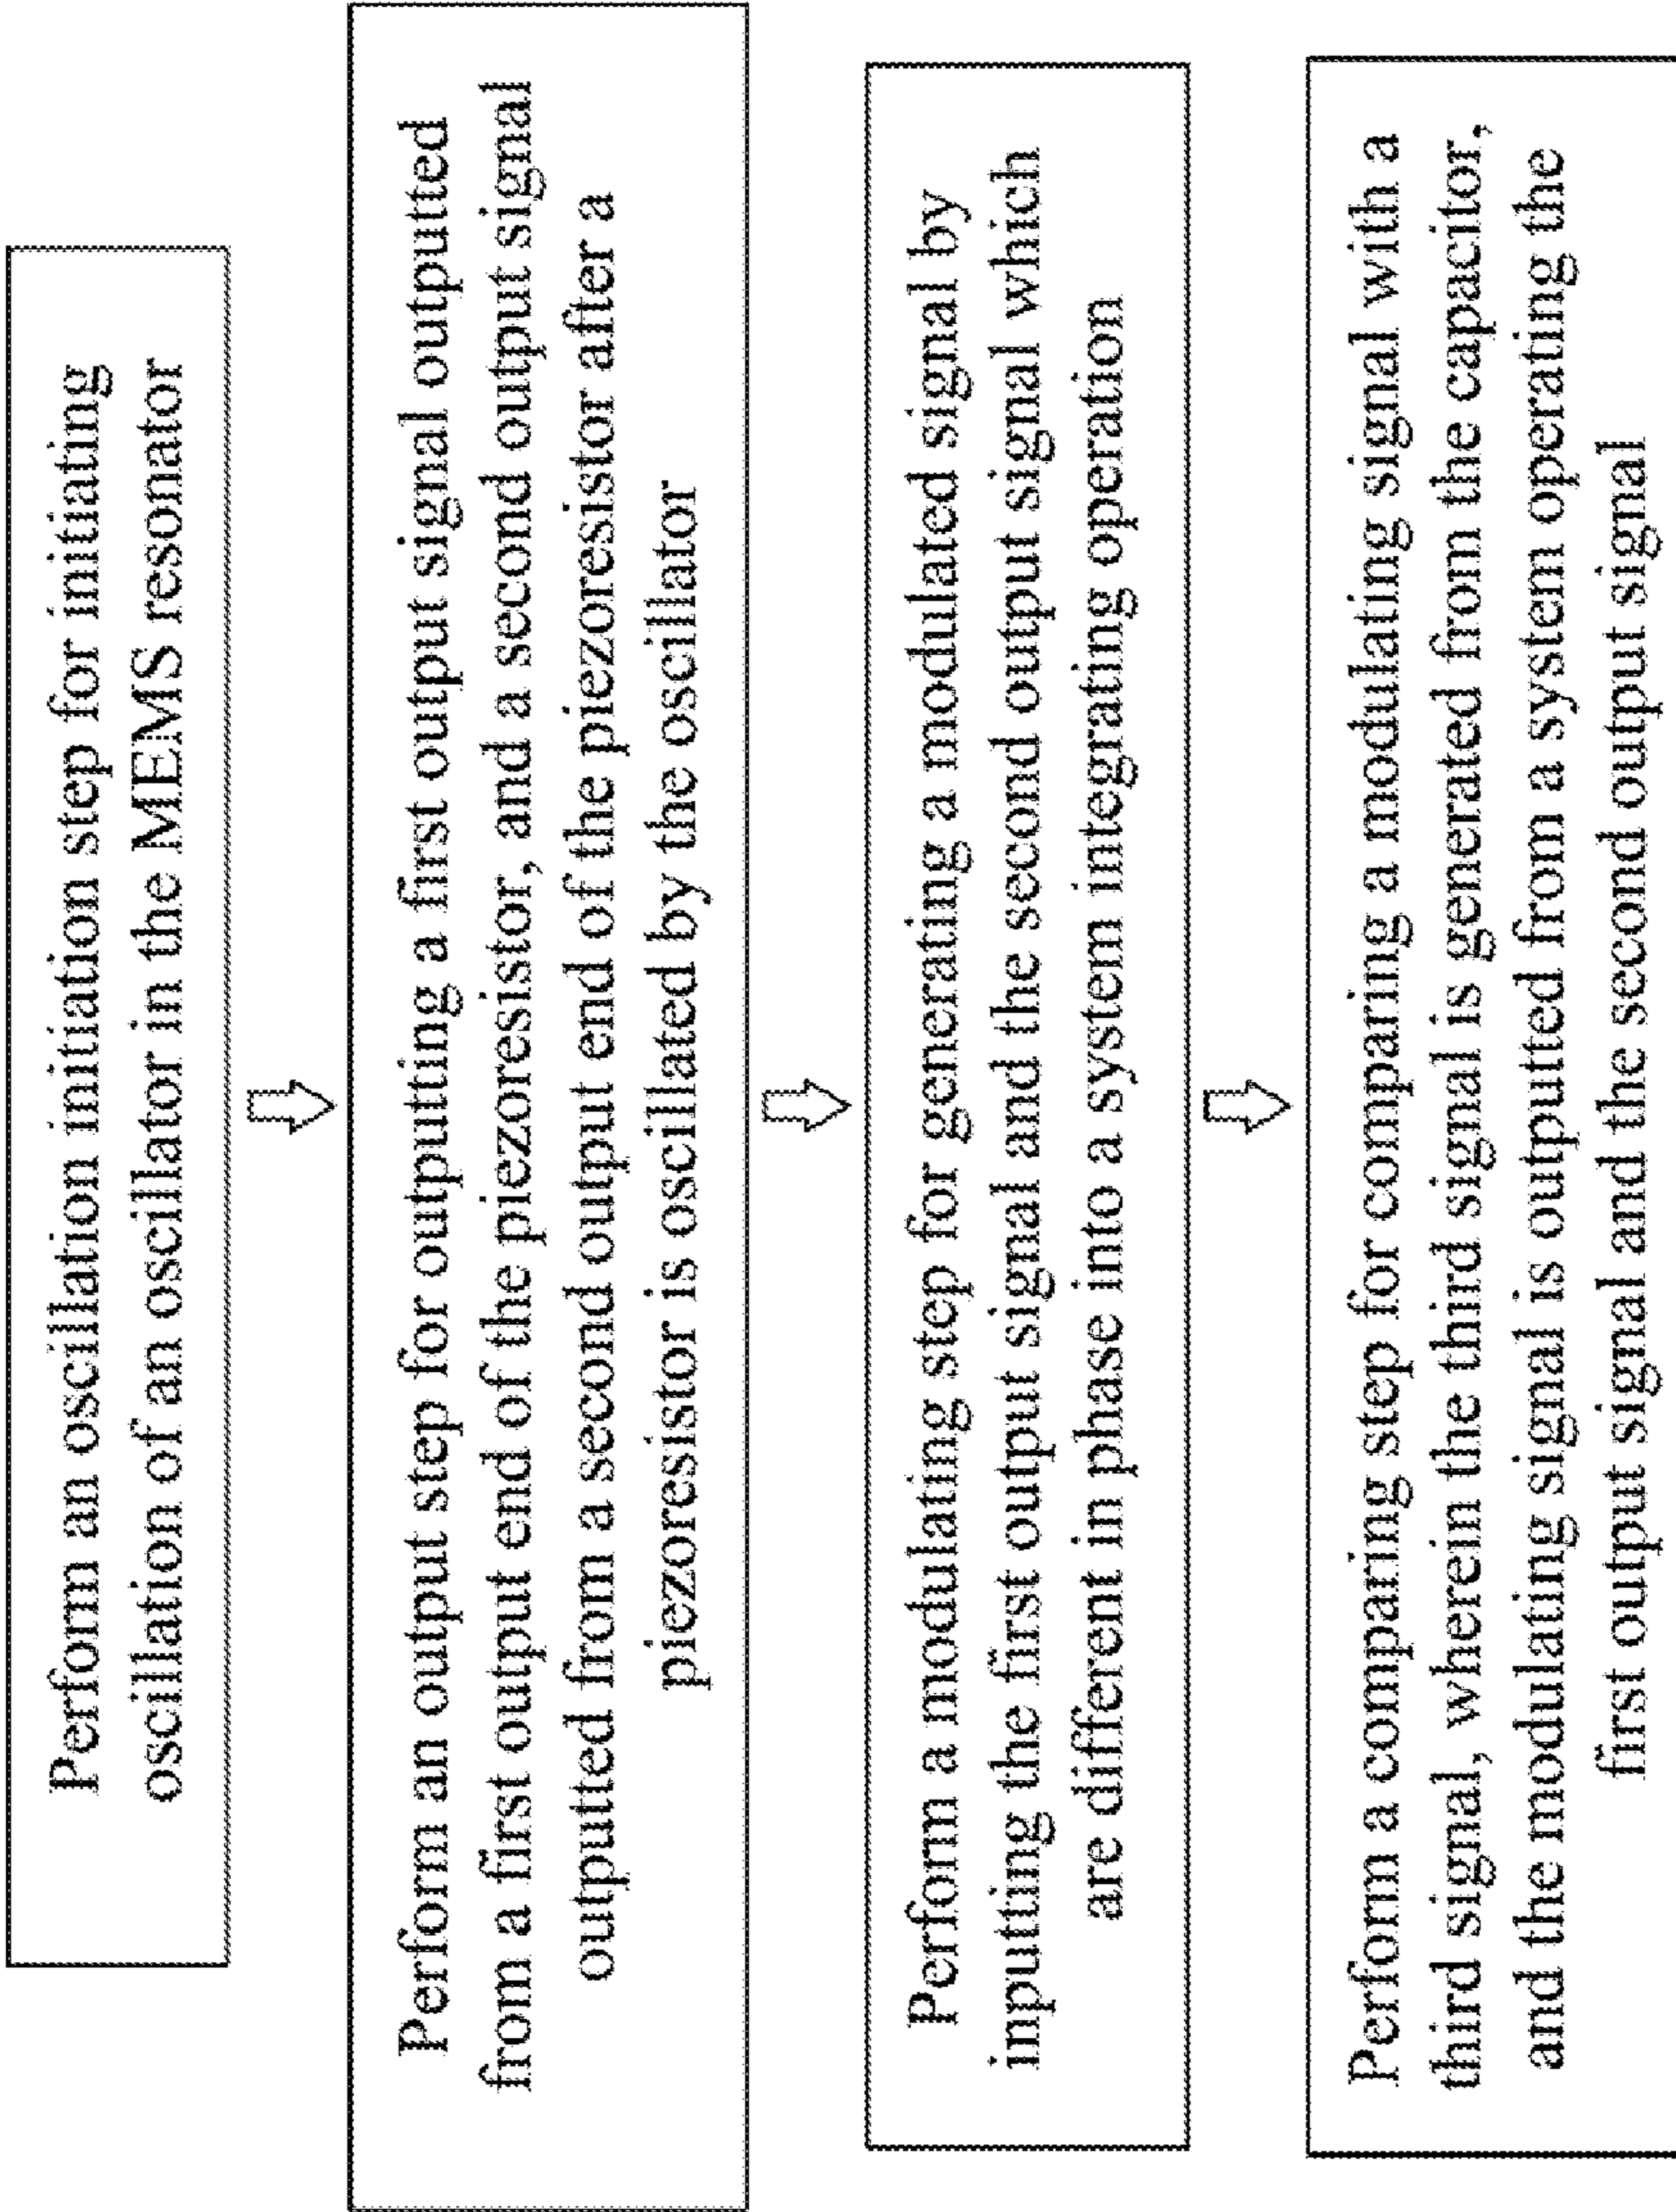 Perform an oscillation initiation step for initiating
oscillation of an oscillator in the MEMS resonator
Perform an output step for outputting a first output signal outputted
from a first output end of the piezoresistor, and a second output signal
outputted from a second output end of the piezoresistor after a
piezoresistor is oscillated by the oscillator
Perform a modulating step for generating a modulated signal by
inputting the first output signal and the second output signal which
are different in phase into a system integrating operation
Perform a comparing step for comparing a modulating signal with a
third signal, wherein the third signal is generated from the capacitor,
and the modulating signal is outputted from a system operating the
first output signal and the second output signal